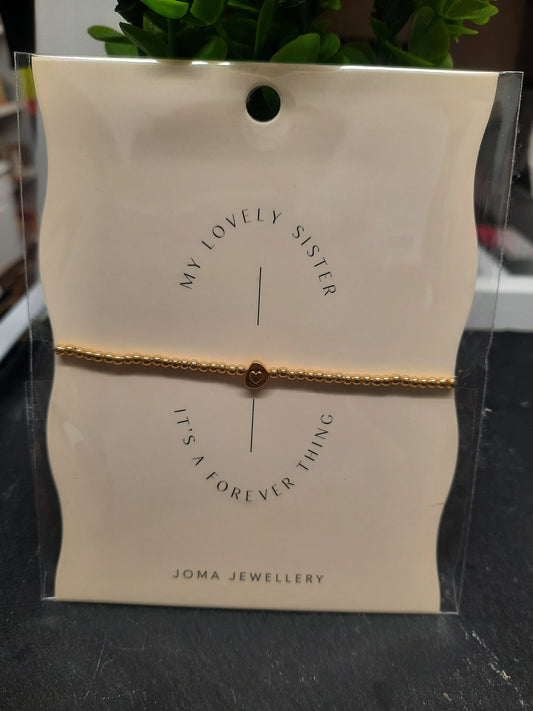 MY LOVELY SISTER
IT'S A FOREVER THING
JOMA JEWELLERY